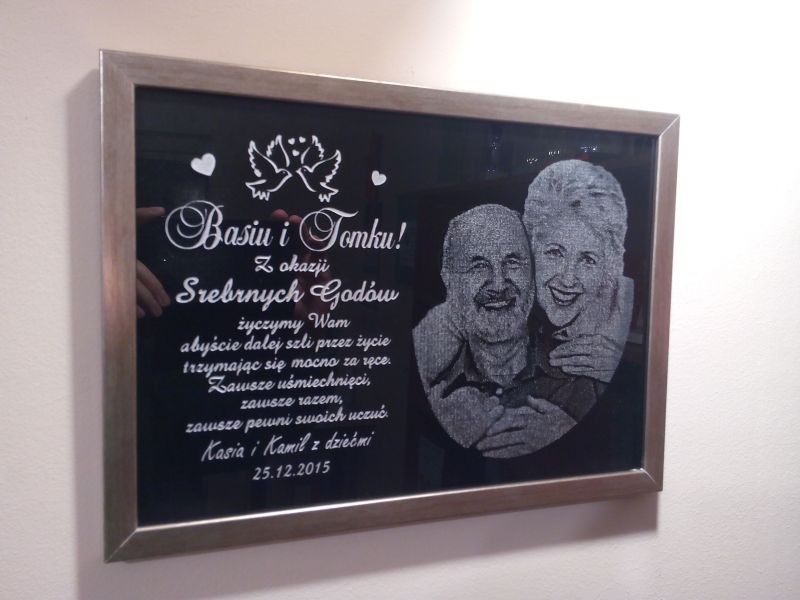 Basiu i Tomku!
Z okazji
Srebrnych Godów
życzymy Wam
abyście dalej szli przez życie
trzymając się mocno za ręce.
Zawsze uśmiechnięci,
zawsze razem,
zawsze pewni swoich uczuć.
Kasia i Kamil z dziećmi
25.12.2015